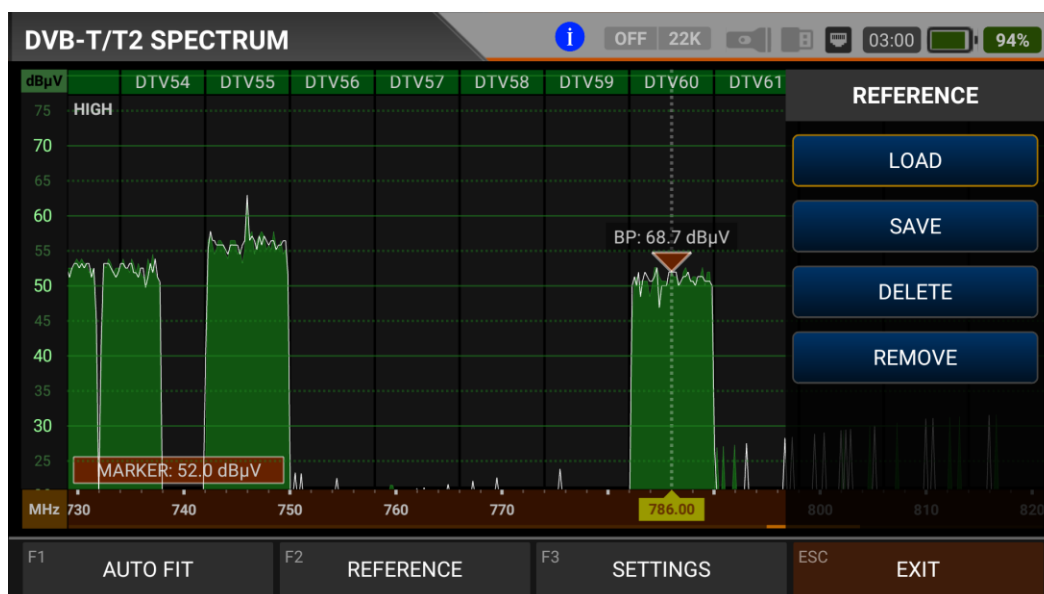 DVB-T/T2 SPECTRUM
i
OFF 22K
03:00
94%
dBµV DTV54 DTV55 DTV56 DTV57 DTV58 DTV59 DTV60 DTV61
REFERENCE
75 HIGH
70
65
60
55
50
45
40
35
30
25
BP: 68.7 dBµV
MARKER: 52.0 dBµV
LOAD
SAVE
DELETE
REMOVE
MHz 730 740 750 760 770 786.00 800 810 820
F1 AUTO FIT
F2 REFERENCE
F3 SETTINGS
ESC EXIT